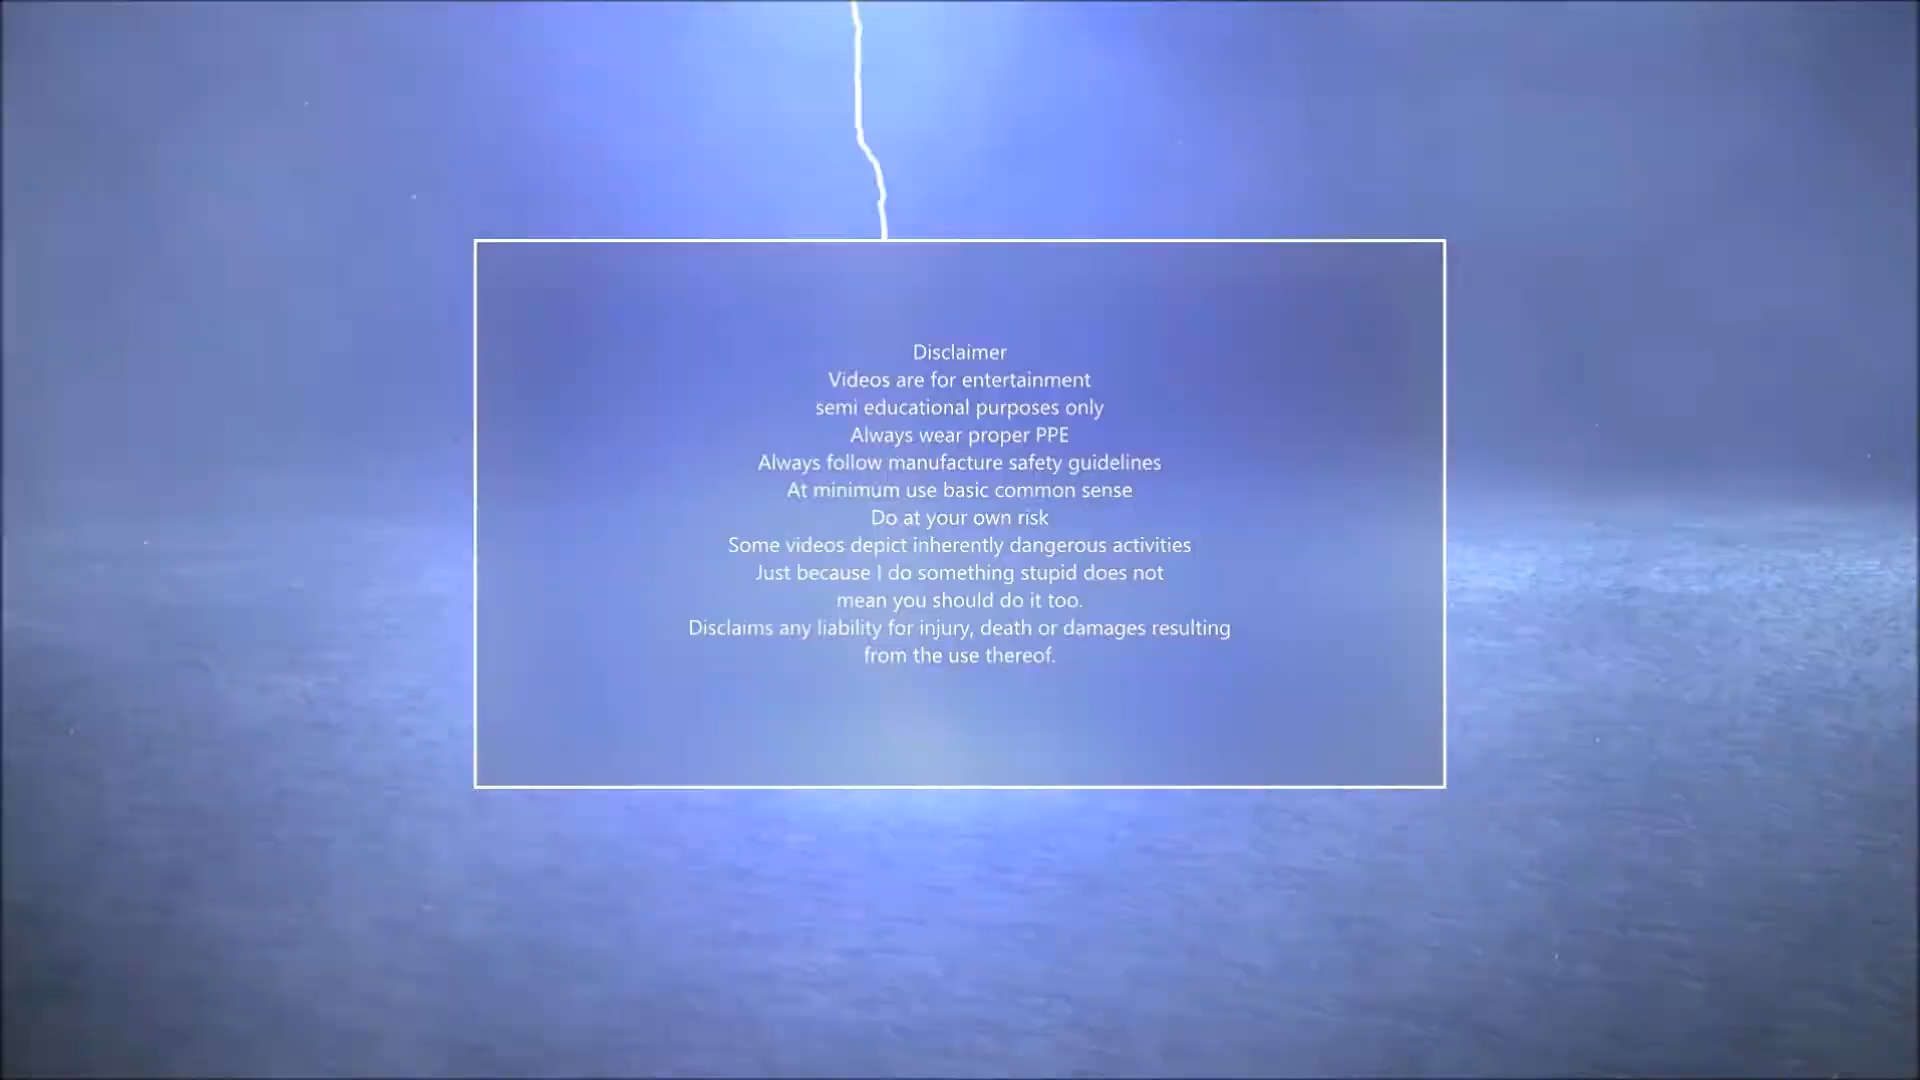 Disclaimer
Videos are for entertainment
semi educational purposes only
Always wear proper PPE
Always follow manufacture safety guidelines
At minimum use basic common sense
Do at your own risk
Some videos depict inherently dangerous activities
Just because I do something stupid does not
mean you should do it too.
Disclaims any liability for injury, death or damages resulting
from the use thereof.